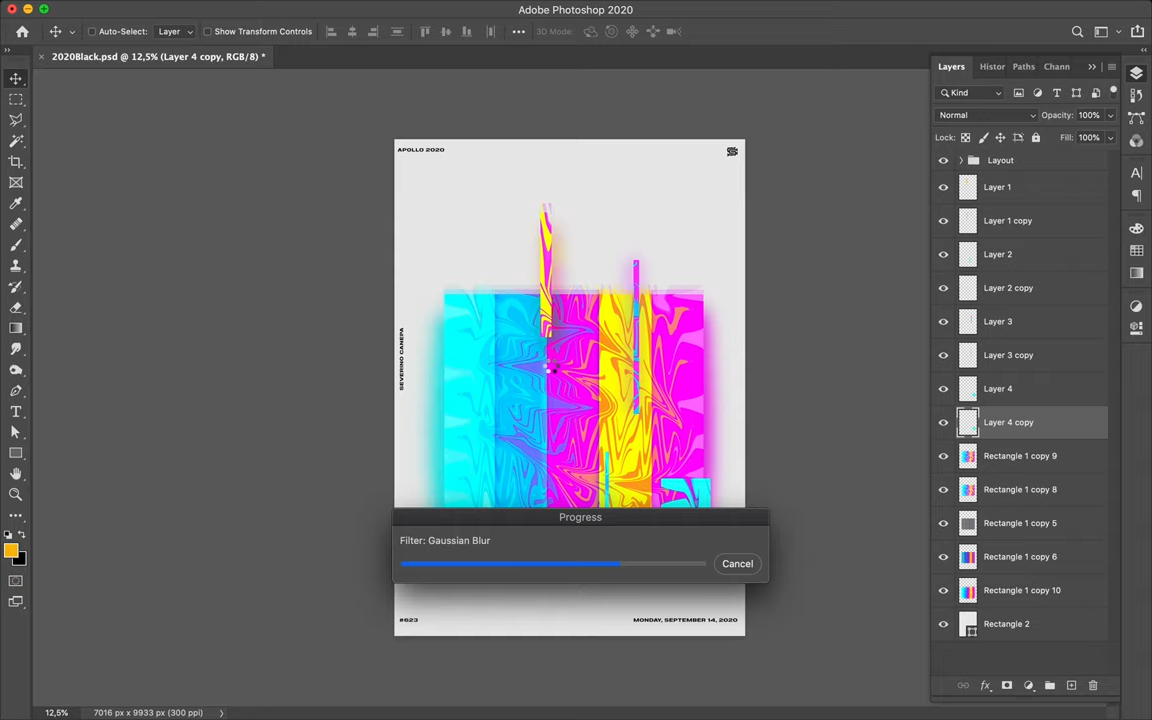 Adobe Photoshop 2020
Auto-Select: Layer Show Transform Controls 3D Mode:
2020Black.psd @ 12,5% (Layer 4 copy, RGB/8) *
Layers Histor Paths Chann
Kind
Normal Opacity: 100%
Lock: Fill: 100%
Layout
Layer 1
Layer 1 copy
Layer 2
Layer 2 copy
Layer 3
Layer 3 copy
Layer 4
Layer 4 copy
Rectangle 1 copy 9
Rectangle 1 copy 8
Rectangle 1 copy 5
Rectangle 1 copy 6
Rectangle 1 copy 10
Rectangle 2
APOLLO 2020
SEVERINO CANEPA
Progress
Filter: Gaussian Blur
Cancel
#623 MONDAY, SEPTEMBER 14, 2020
12,5% 7016 px x 9933 px (300 ppi)